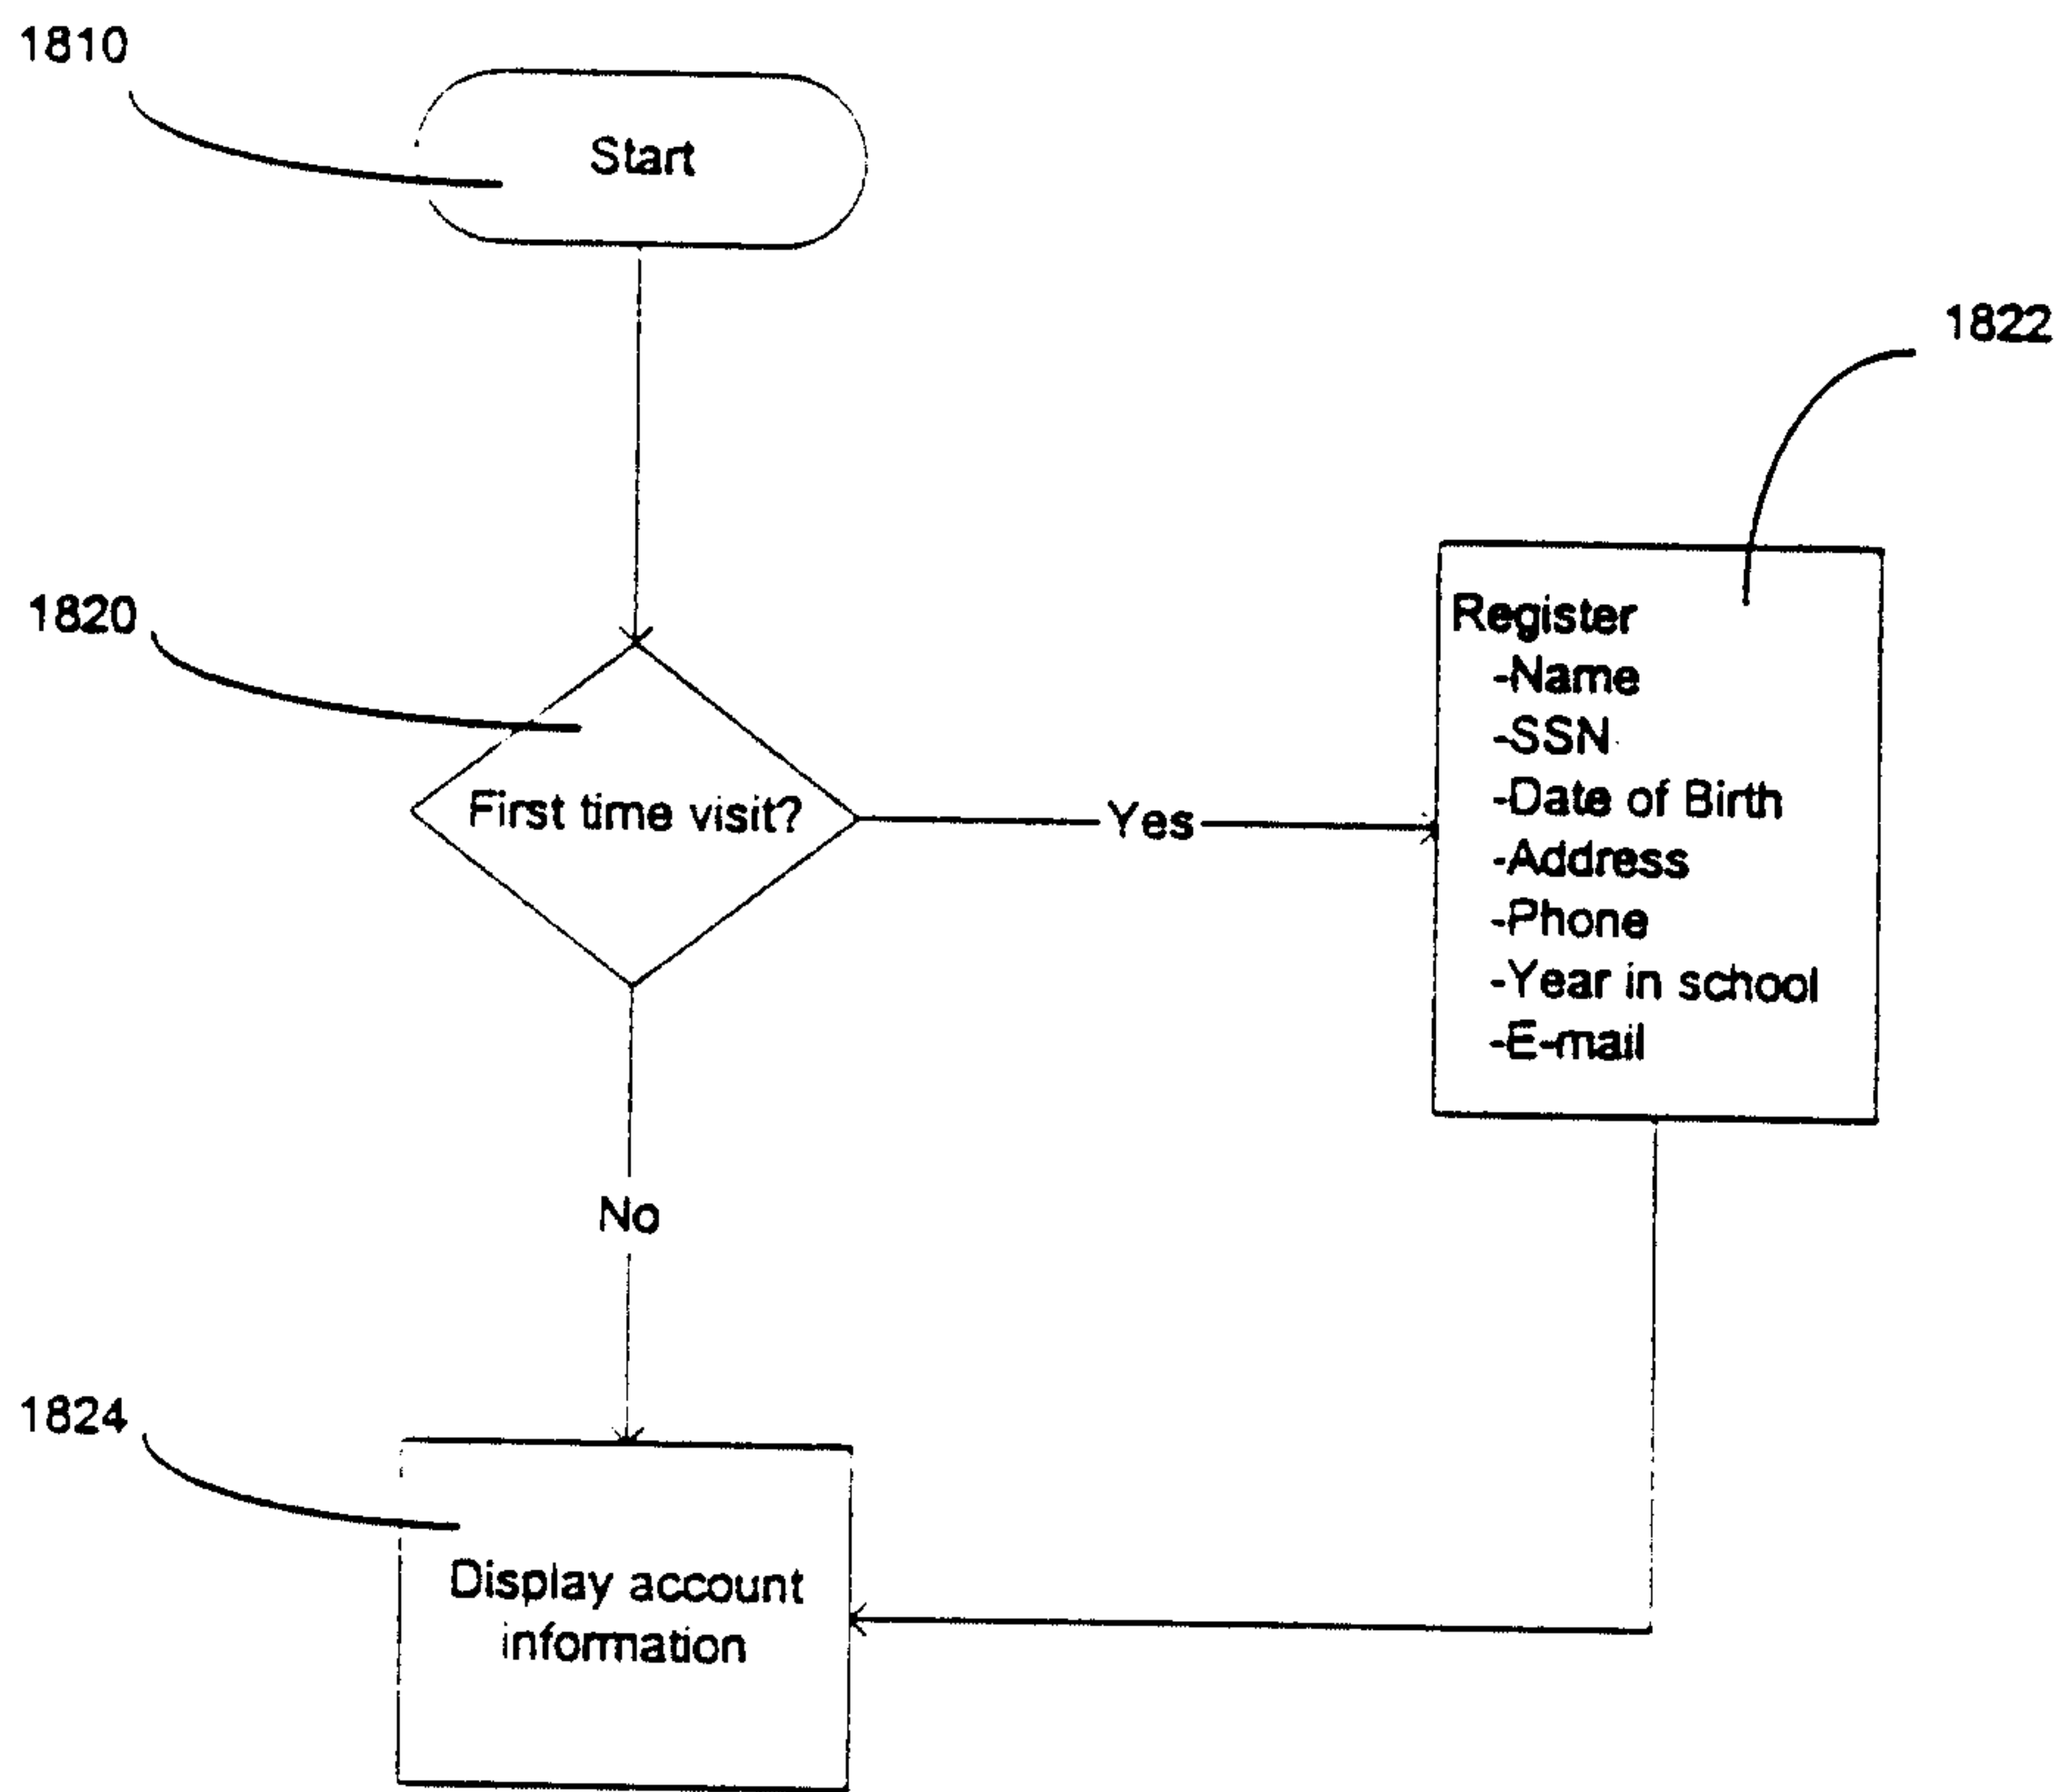 1810
Start
1822
1820
First time visit?
Yes
Register
-Name
-SSN
-Date of Birth
-Address
-Phone
-Year in school
-E-mail
No
1824
Display account
information